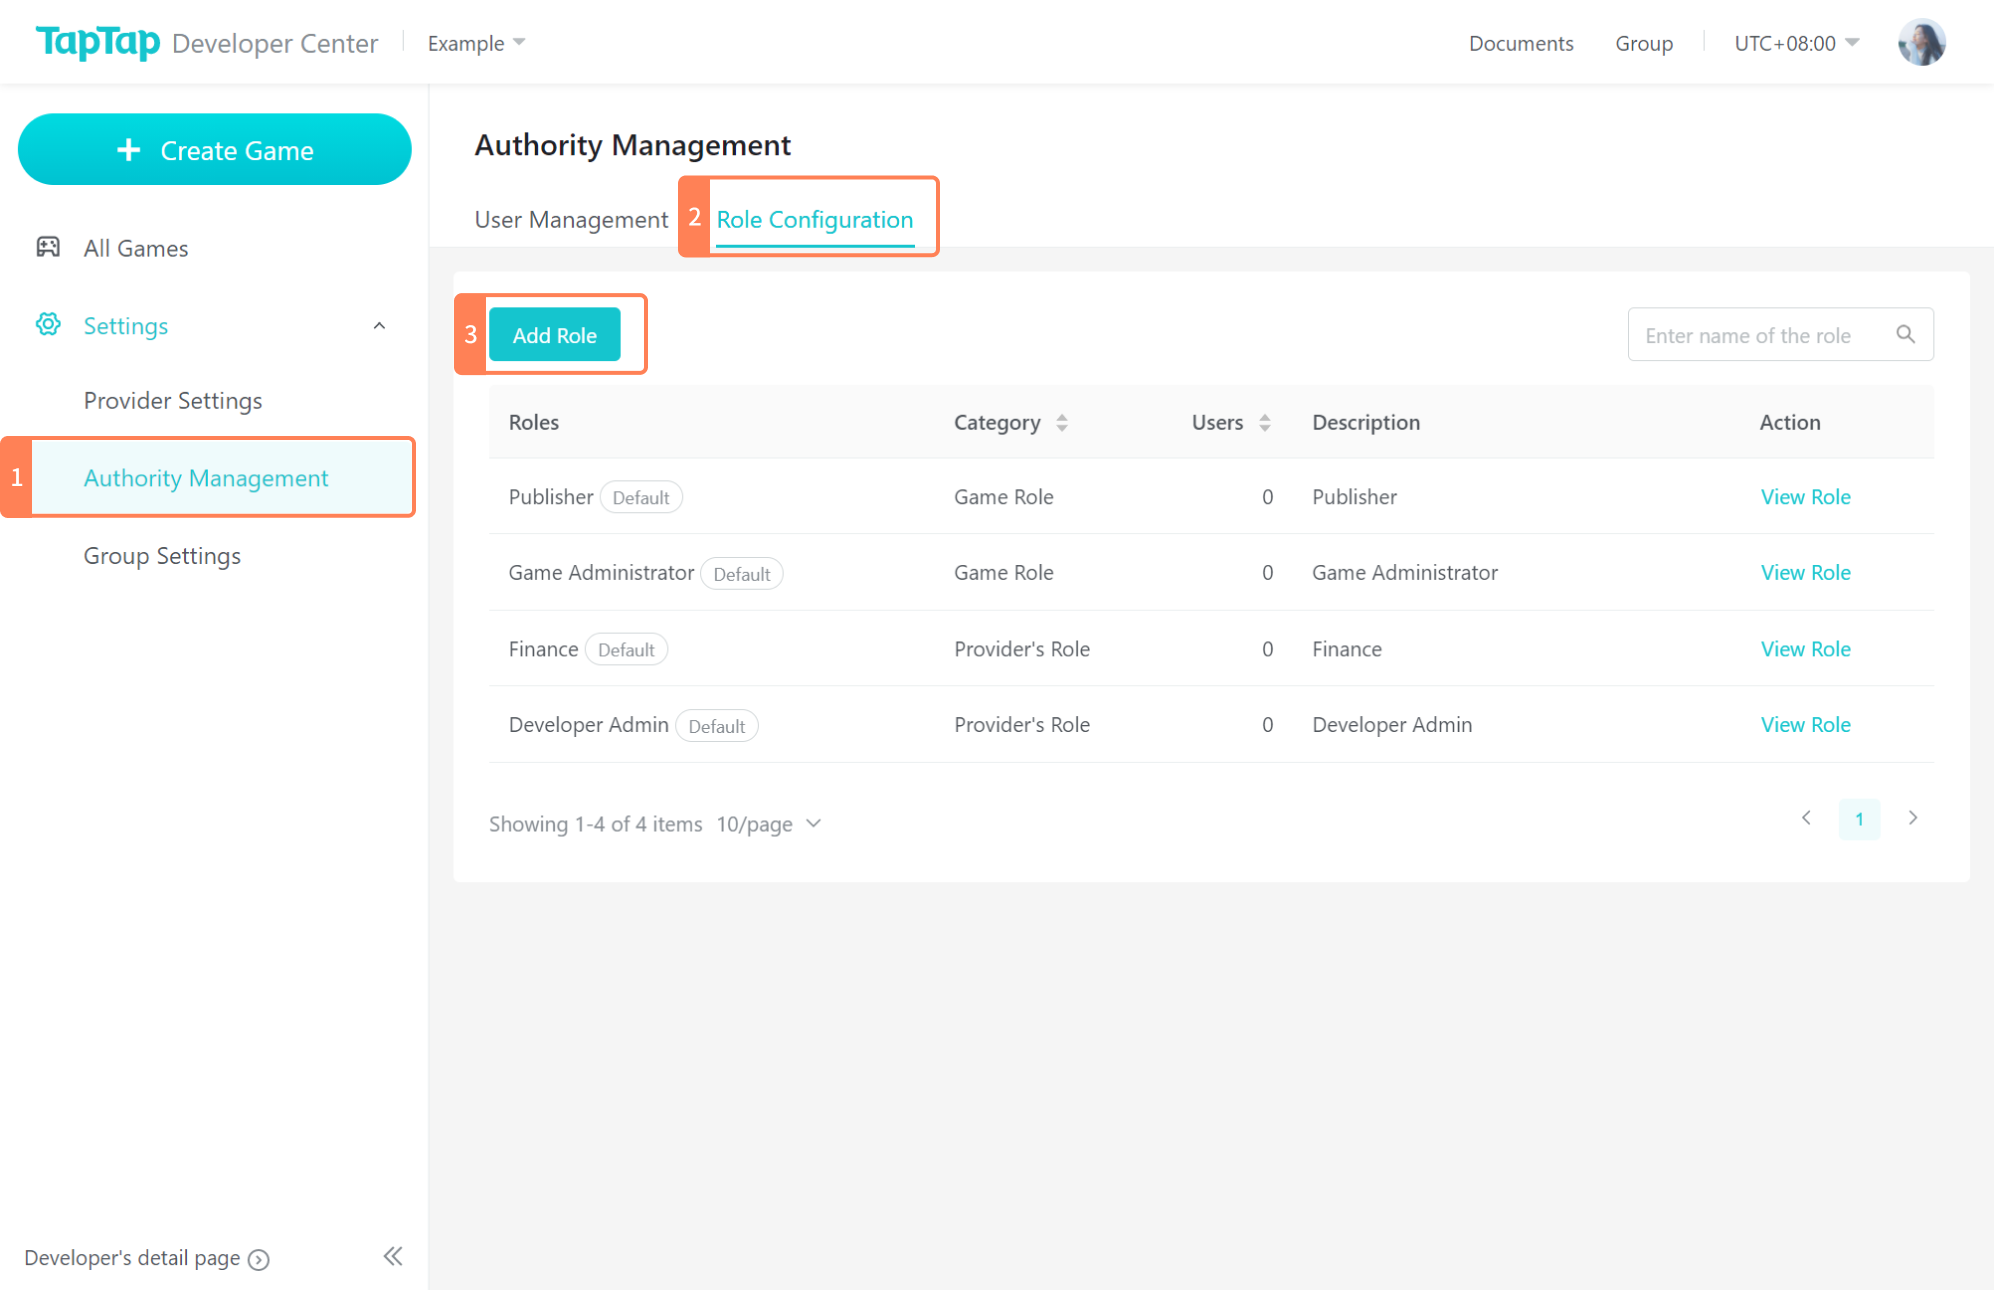 TapTap Developer Center Example Documents Group UTC+08:00
Create Game
All Games
Settings
Provider Settings
1 Authority Management
Group Settings
Developer's detail page
Authority Management
User Management 2 Role Configuration
3 Add Role Enter name of the role
Roles Category Users Description Action
Publisher Default Game Role 0 Publisher View Role
Game Administrator Default Game Role 0 Game Administrator View Role
Finance Default Provider's Role 0 Finance View Role
Developer Admin Default Provider's Role 0 Developer Admin View Role
Showing 1-4 of 4 items 10/page 1